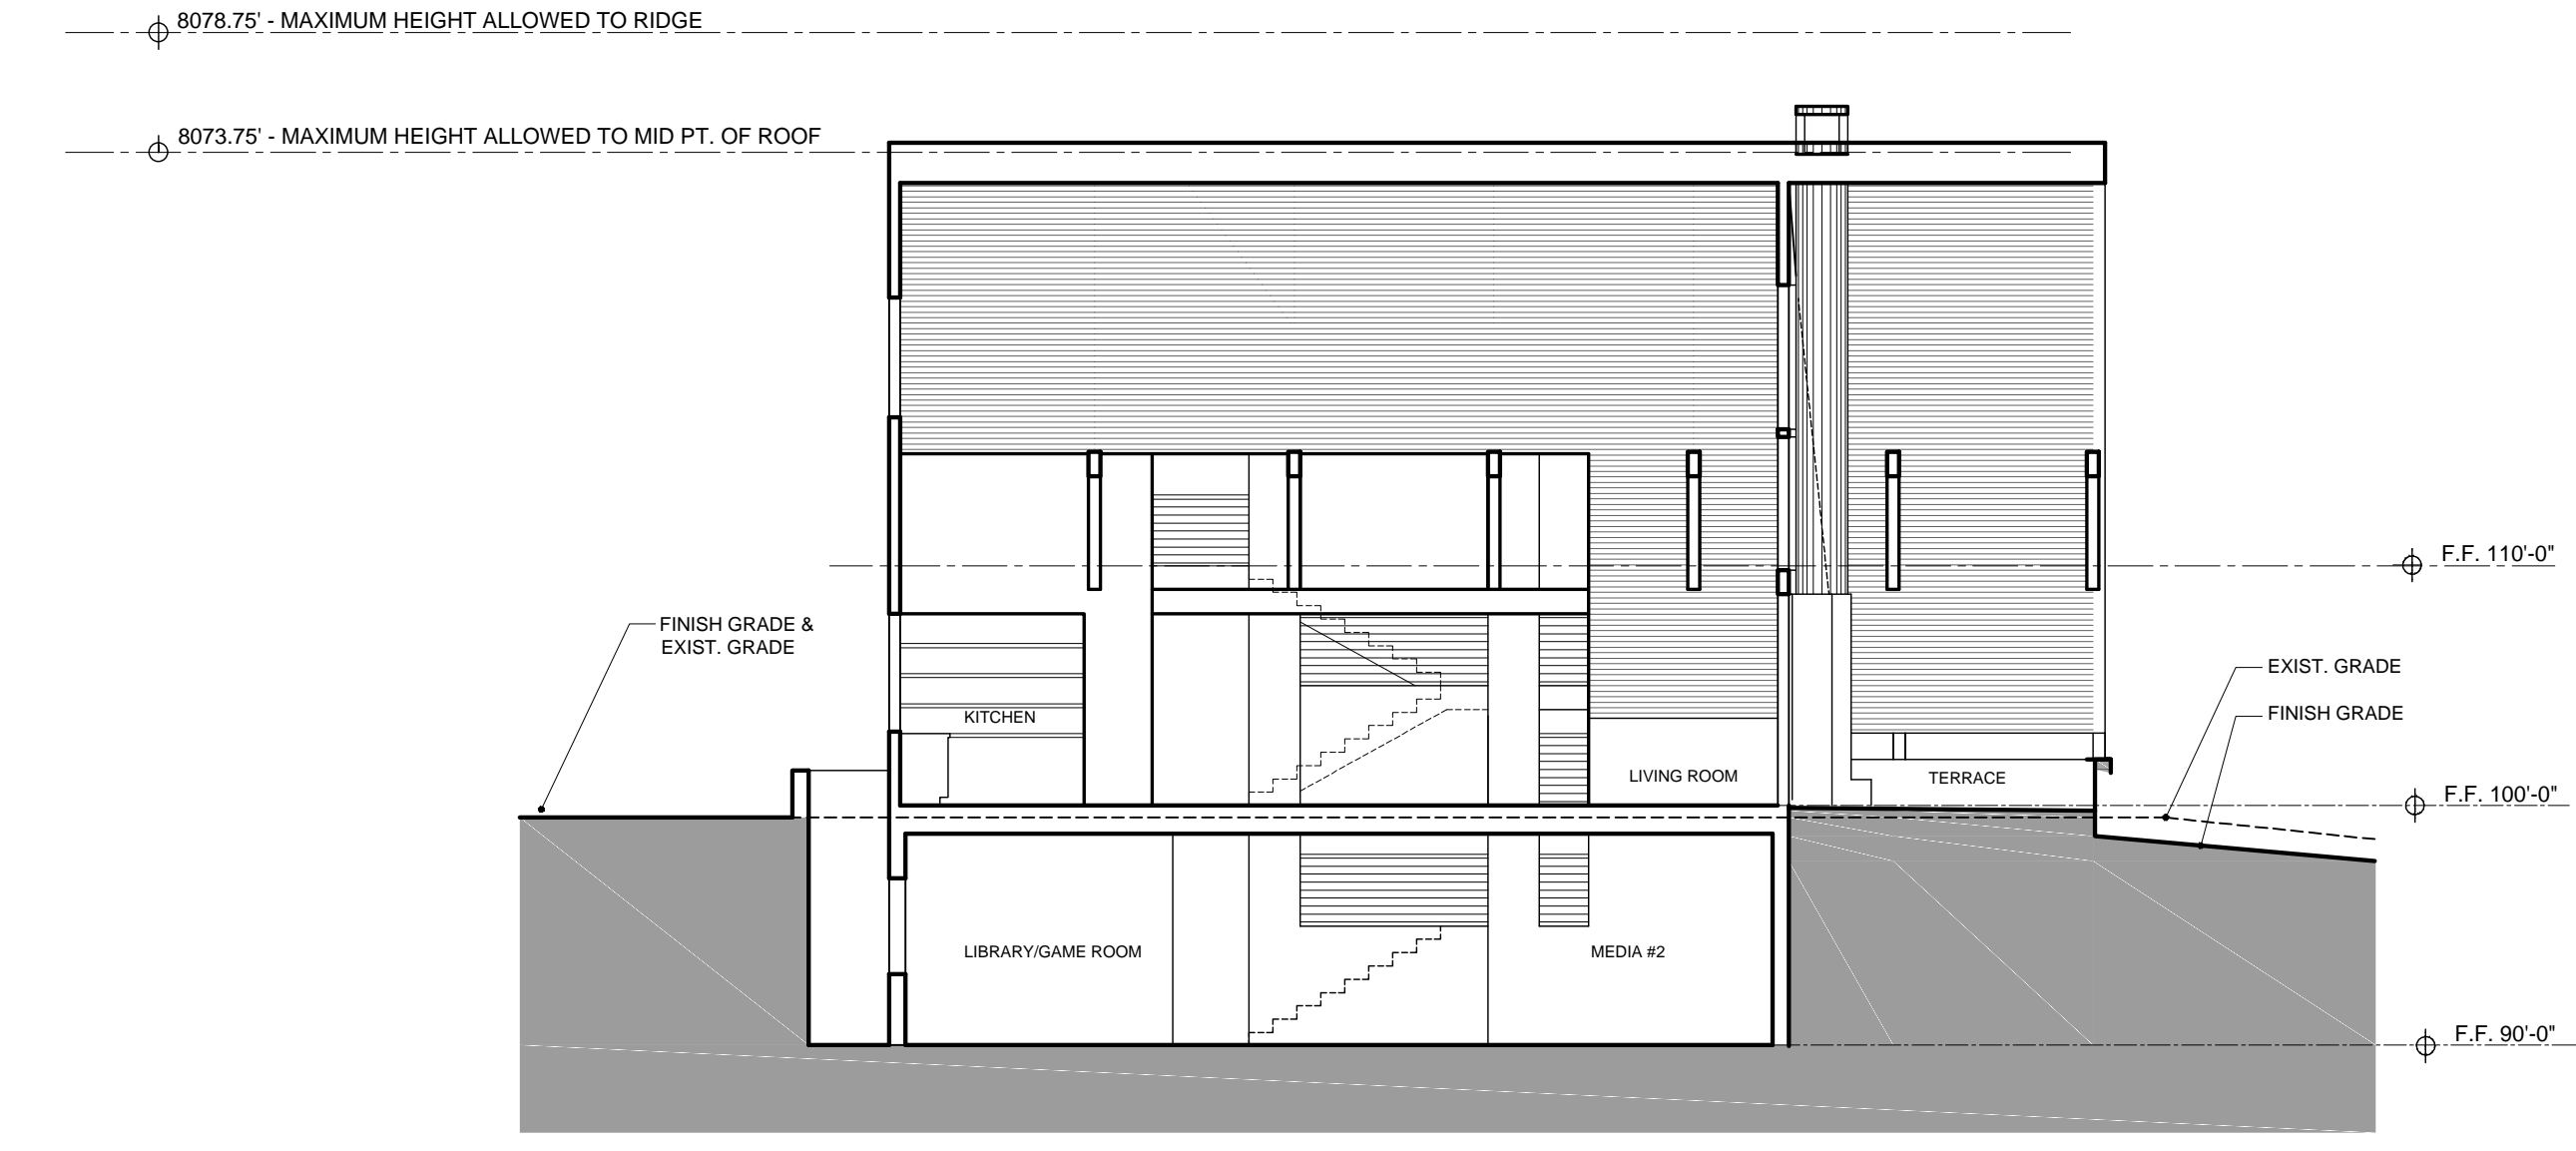 8078.75' - MAXIMUM HEIGHT ALLOWED TO RIDGE
8073.75' - MAXIMUM HEIGHT ALLOWED TO MID PT. OF ROOF
F.F. 110'-0"
FINISH GRADE &
EXIST. GRADE
EXIST. GRADE
FINISH GRADE
KITCHEN
LIVING ROOM
TERRACE
F.F. 100'-0"
LIBRARY/GAME ROOM
MEDIA #2
F.F. 90'-0"